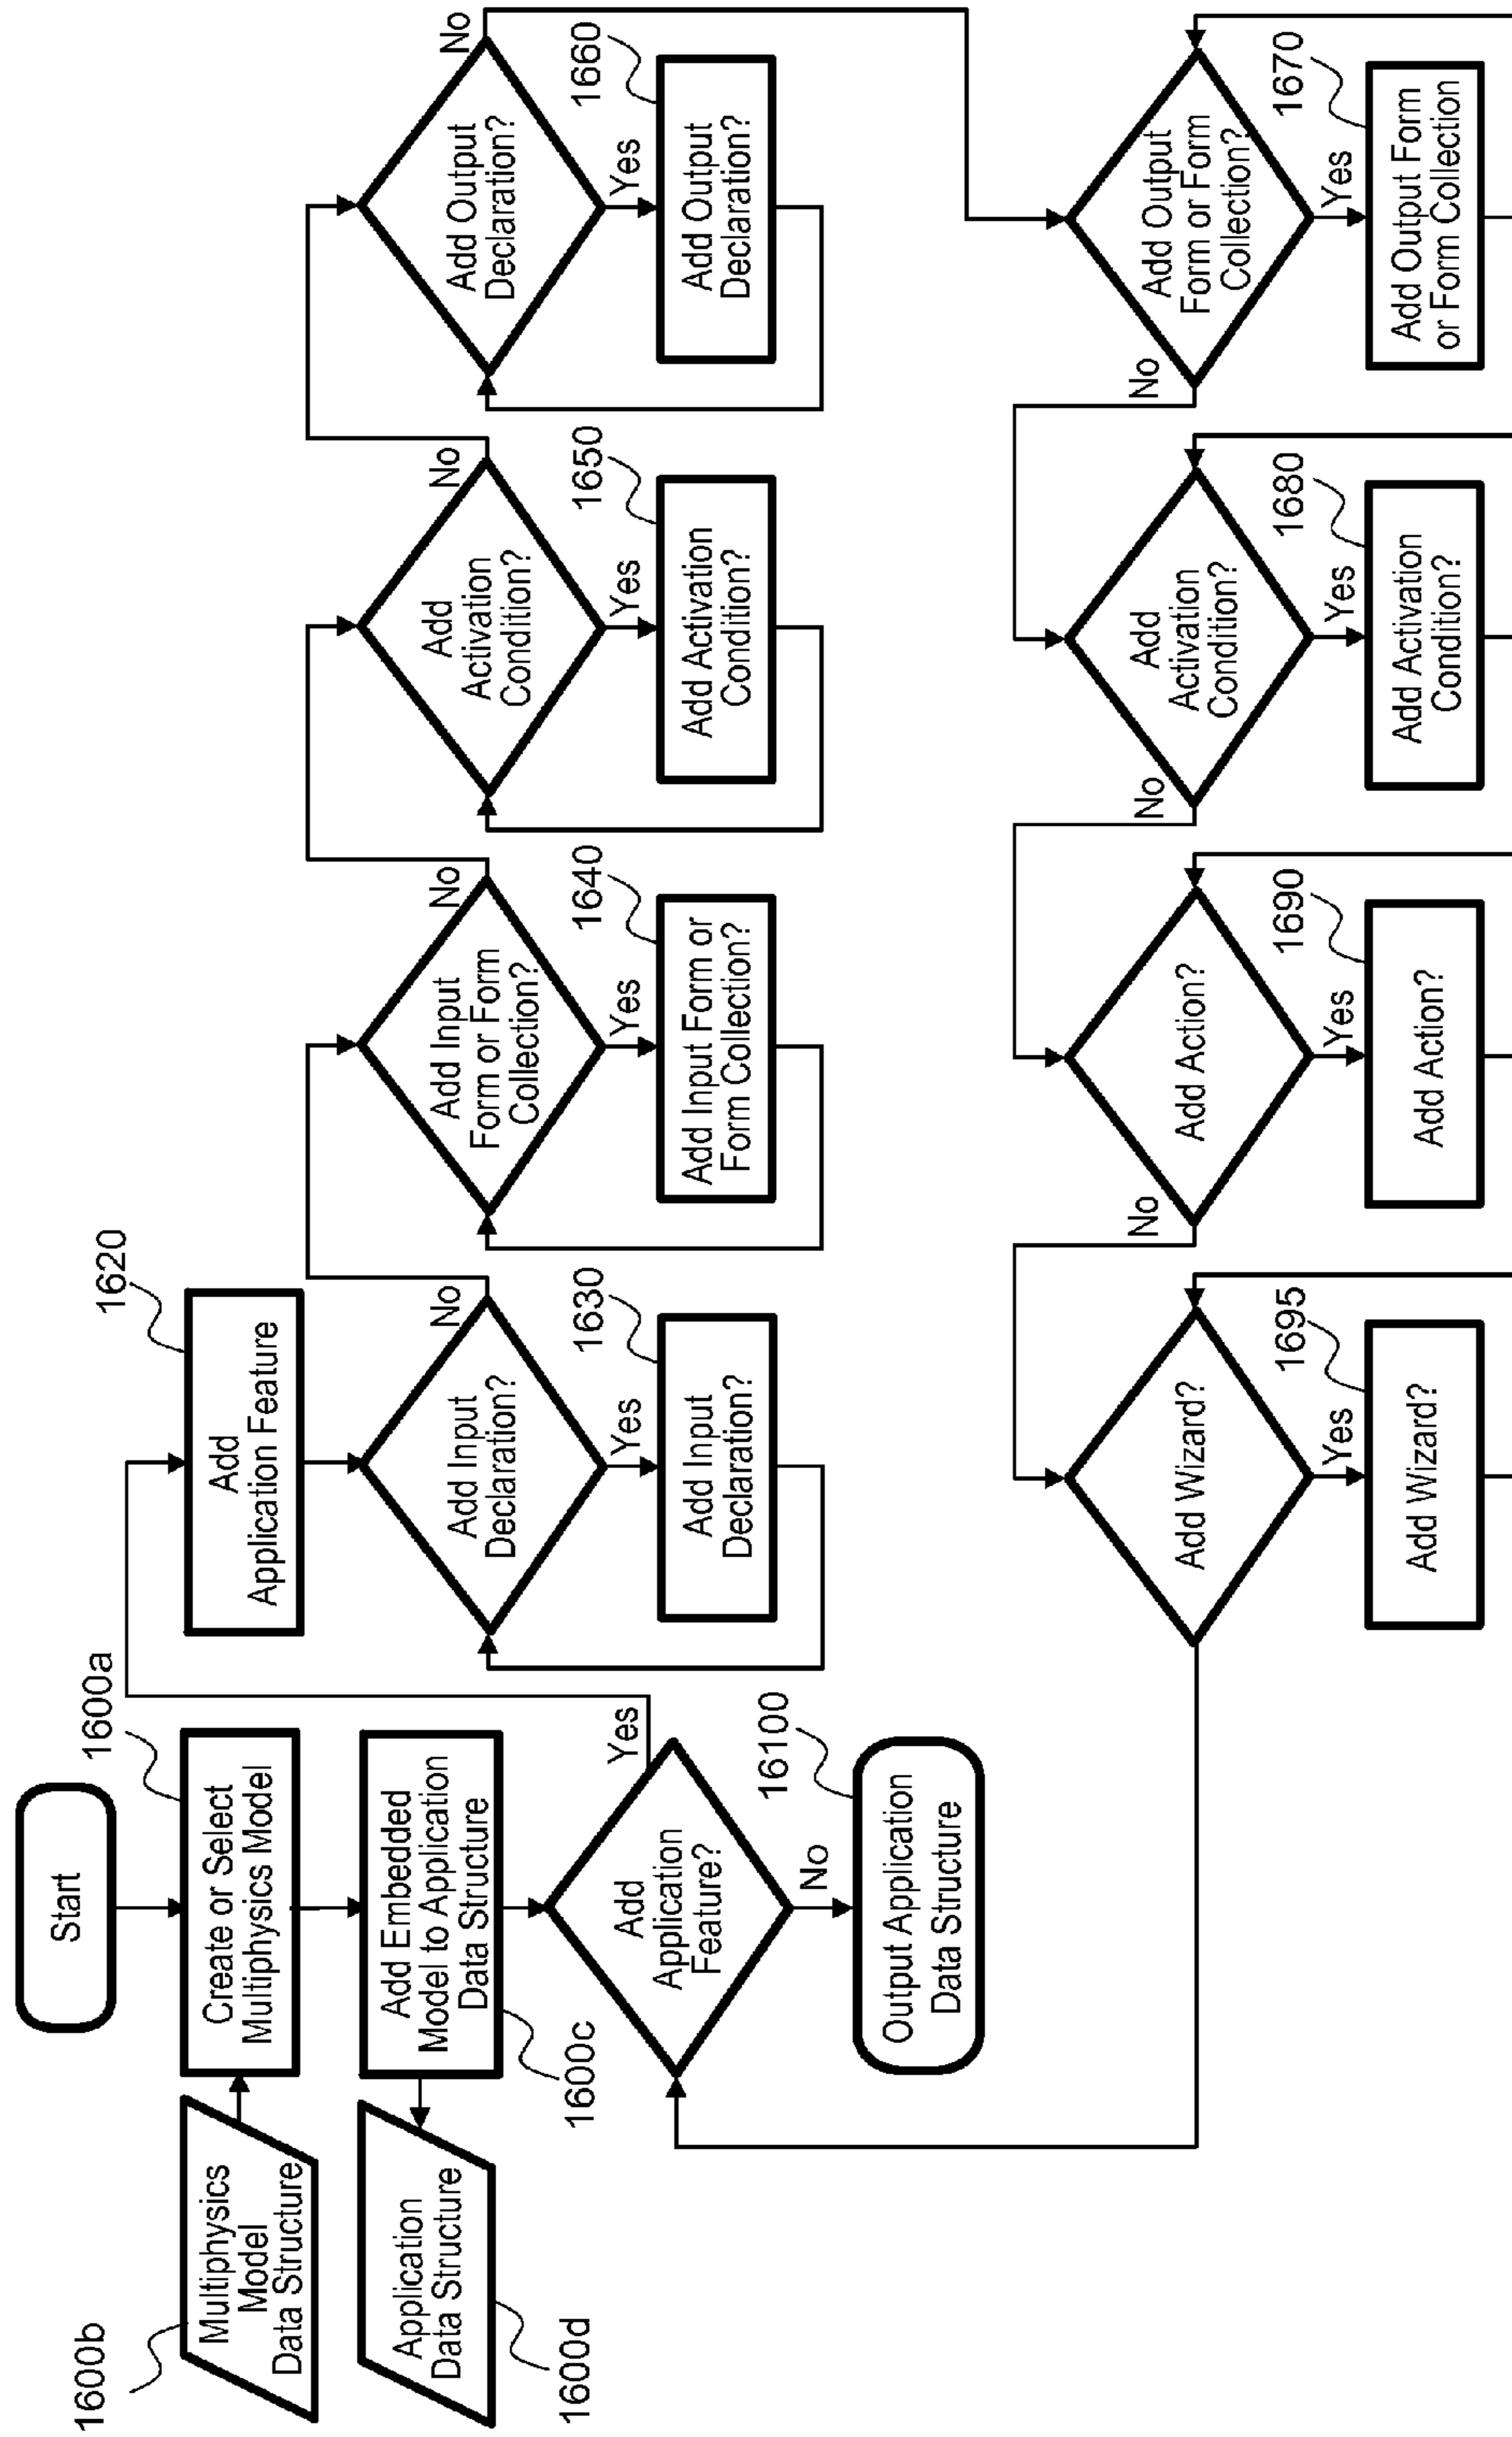 Start
1600a
1600b
Multiphysics
Model
Data Structure
Create or Select
Multiphysics Model
Application
Data Structure
1600d
Add Embedded
Model to Application
Data Structure
1600c
Add
Application
Feature?
Yes
No
Output Application
Data Structure
16100
1620
Add
Application Feature
Add Input
Declaration?
No
Yes
1630
Add Input
Declaration?
Add Input
Form or Form
Collection?
No
Yes
1640
Add Input Form or
Form Collection?
Add
Activation
Condition?
No
Yes
1650
Add Activation
Condition?
Add Output
Declaration?
No
Yes
1660
Add Output
Declaration?
Add Output
Form or Form
Collection?
No
Yes
1670
Add Output Form
or Form Collection
Add
Activation
Condition?
No
Yes
1680
Add Activation
Condition?
Add Action?
No
Yes
1690
Add Action?
Add Wizard?
Yes
1695
Add Wizard?